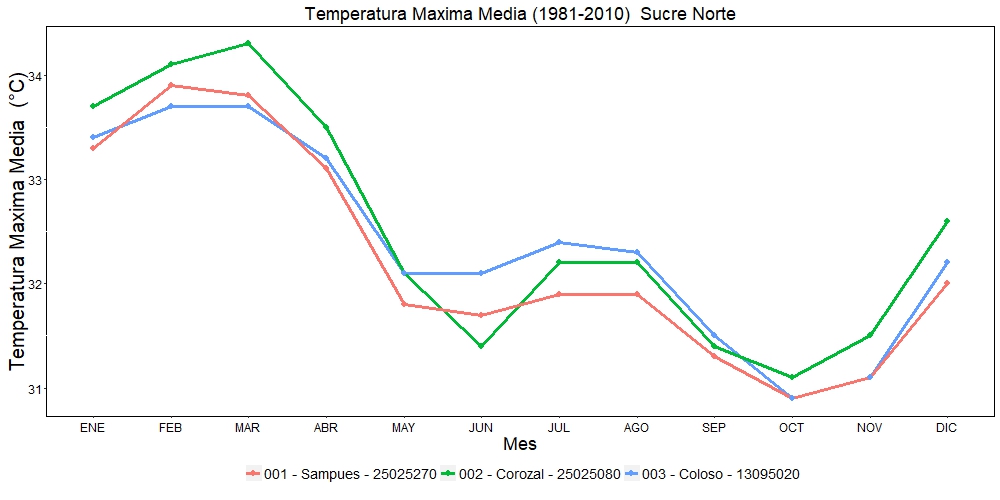 Temperatura Maxima Media (1981-2010)  Sucre Norte
Temperatura Maxima Media  (°C)
34
33
32
31
ENE FEB MAR ABR MAY JUN JUL AGO SEP OCT NOV DIC
Mes
001 - Sampues - 25025270 002 - Corozal - 25025080 003 - Coloso - 13095020